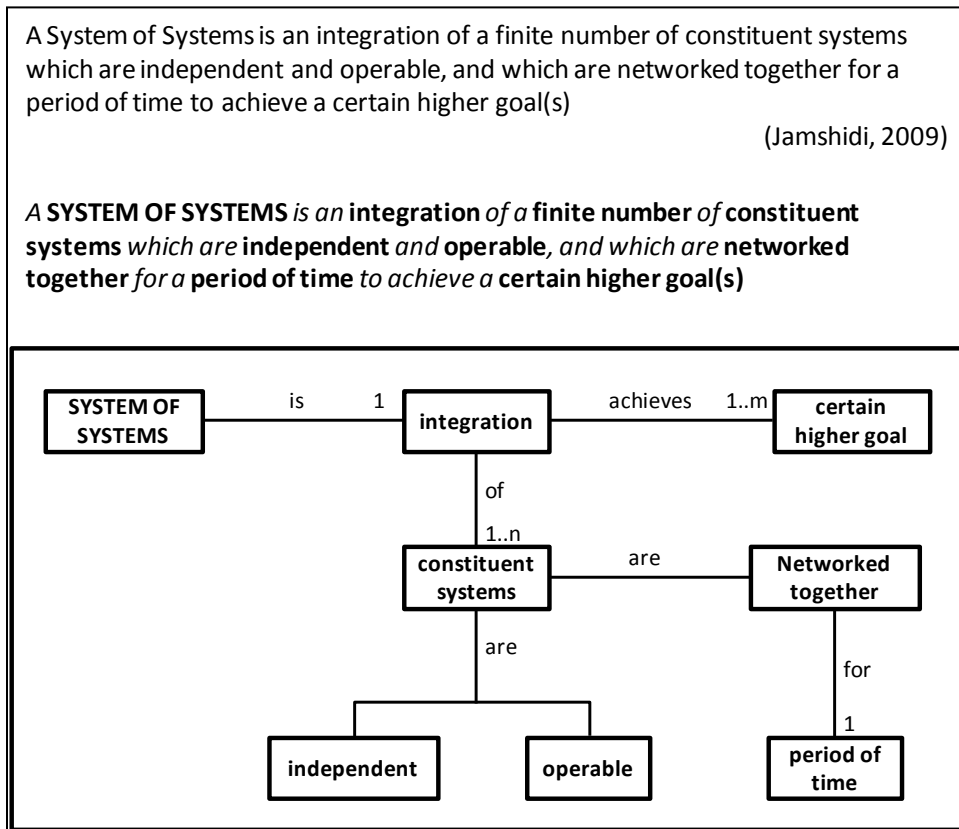 A System of Systems is an integration of a finite number of constituent systems
which are independent and operable, and which are networked together for a
period of time to achieve a certain higher goal(s)
(Jamshidi, 2009)
A SYSTEM OF SYSTEMS is an integration of a finite number of constituent
systems which are independent and operable, and which are networked
together for a period of time to achieve a certain higher goal(s)
SYSTEM OF
SYSTEMS
is
1
integration
achieves
1..m
certain
higher goal
of
1..n
constituent
systems
are
Networked
together
are
for
1
independent
operable
period of
time